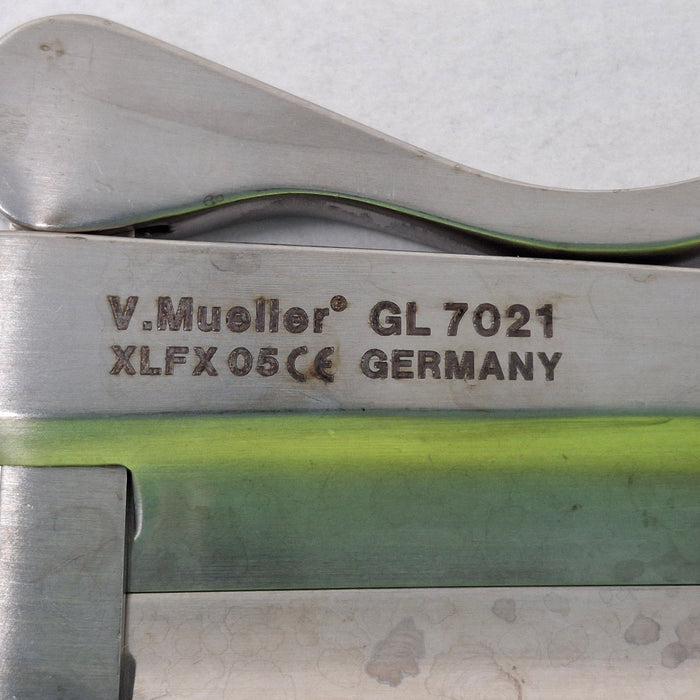 V.Mueller® GL 7021
XLFX 05 CE GERMANY